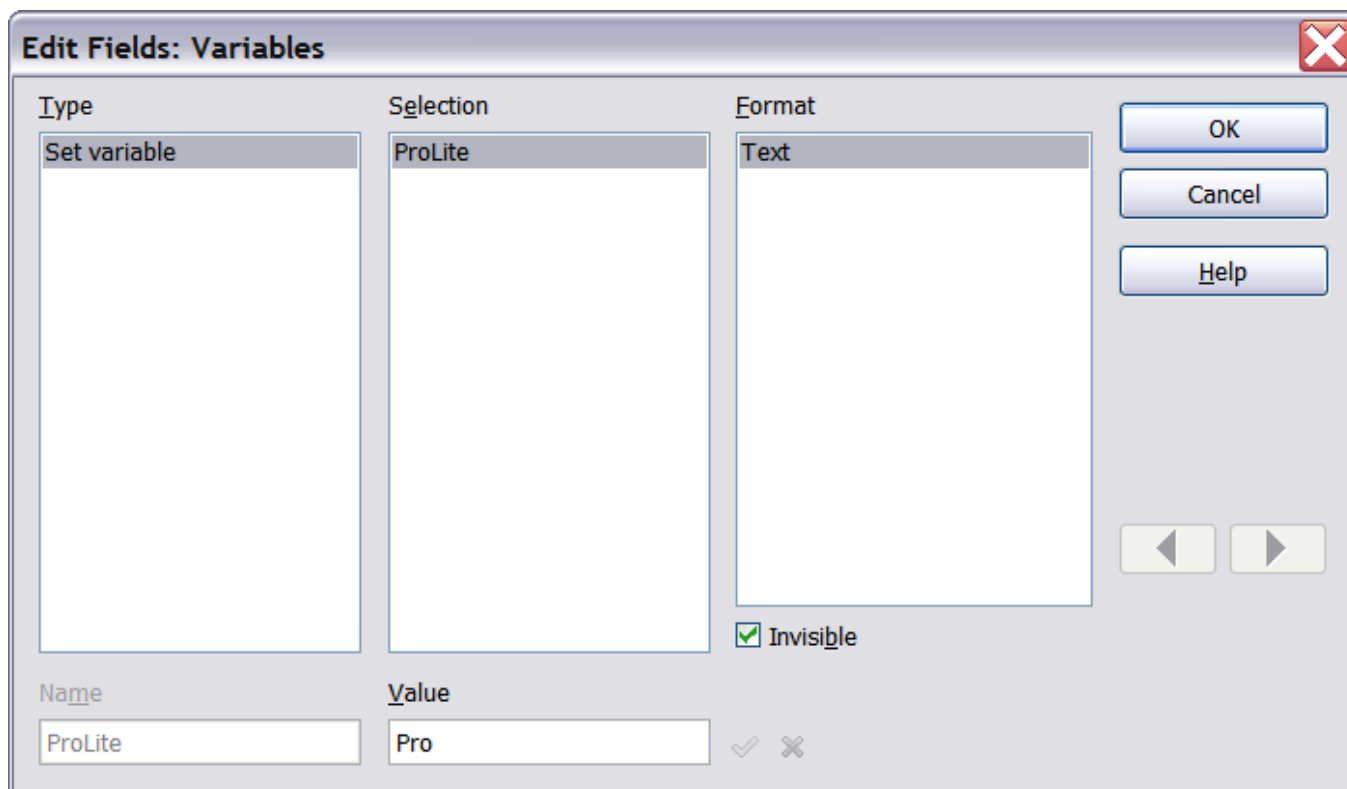 Edit Fields: Variables
Type
Selection
Format
Set variable
ProLite
Text
OK
Cancel
Help
Invisible
Name
Value
ProLite
Pro